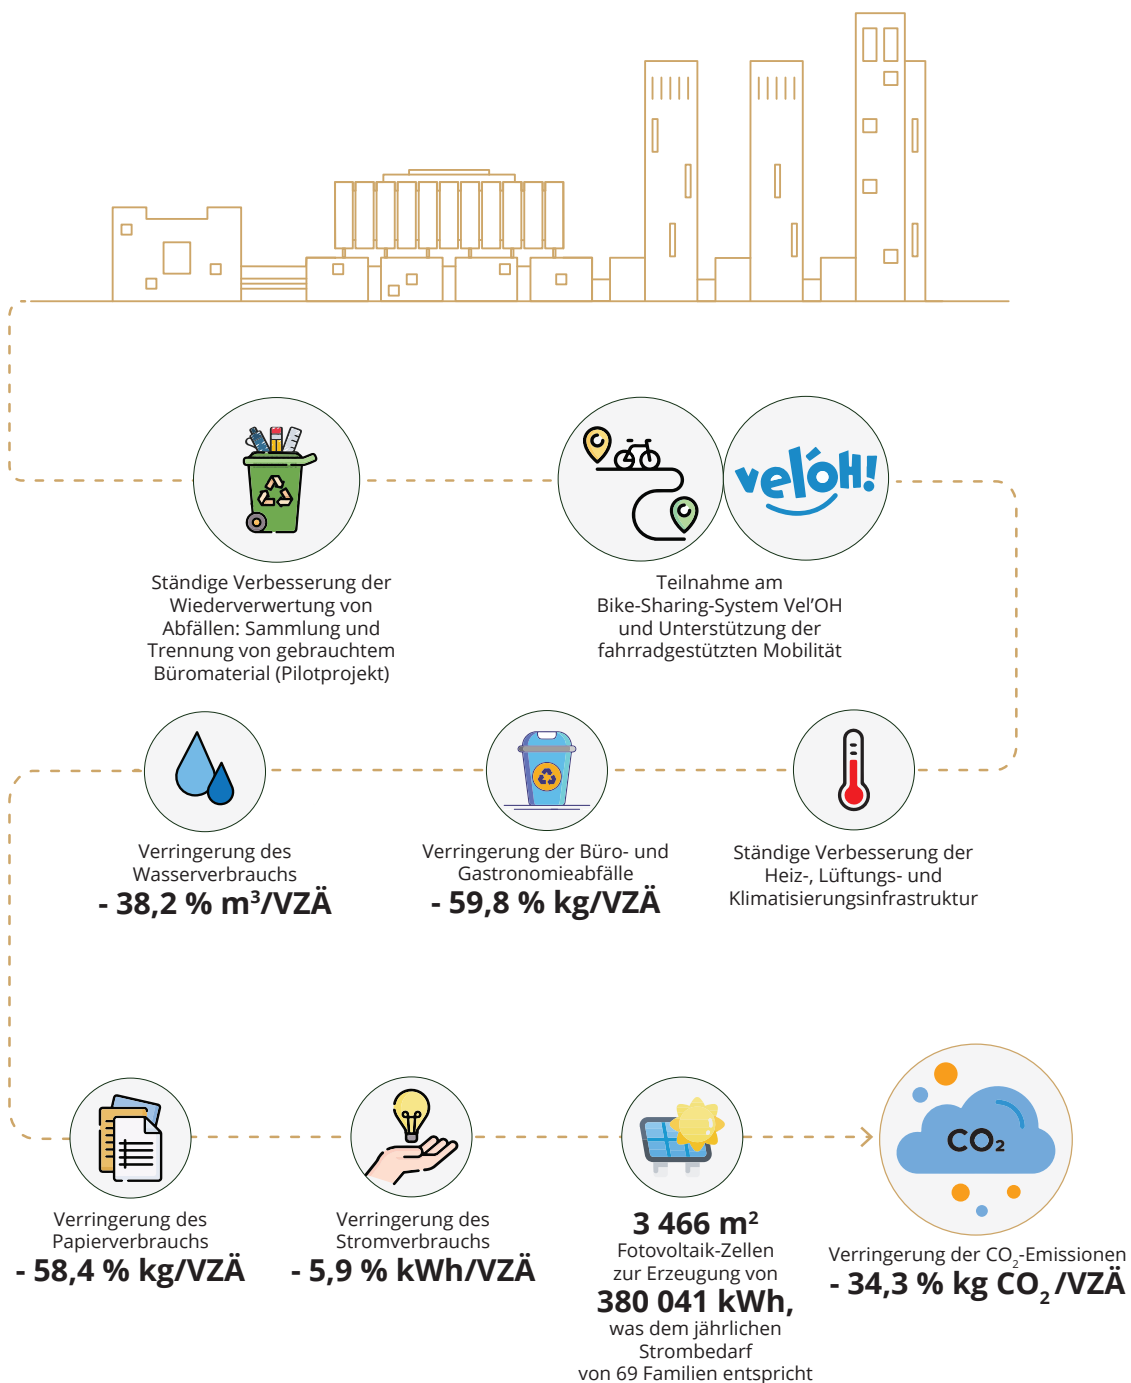 vel'OH!
Ständige Verbesserung der
Wiederverwertung von
Abfällen: Sammlung und
Trennung von gebrauchtem
Büromaterial (Pilotprojekt)
Teilnahme am
Bike-Sharing-System Vel’OH
und Unterstützung der
fahrradgestützten Mobilität
Verringerung des
Wasserverbrauchs
- 38,2 % m³/VZÄ
Verringerung der Büro- und
Gastronomieabfälle
- 59,8 % kg/VZÄ
Ständige Verbesserung der
Heiz-, Lüftungs- und
Klimatisierungsinfrastruktur
Verringerung des
Papierverbrauchs
- 58,4 % kg/VZÄ
Verringerung des
Stromverbrauchs
- 5,9 % kWh/VZÄ
3 466 m²
Fotovoltaik-Zellen
zur Erzeugung von
380 041 kWh,
was dem jährlichen
Strombedarf
von 69 Familien entspricht
CO₂
Verringerung der CO₂-Emissionen
- 34,3 % kg CO₂/VZÄ